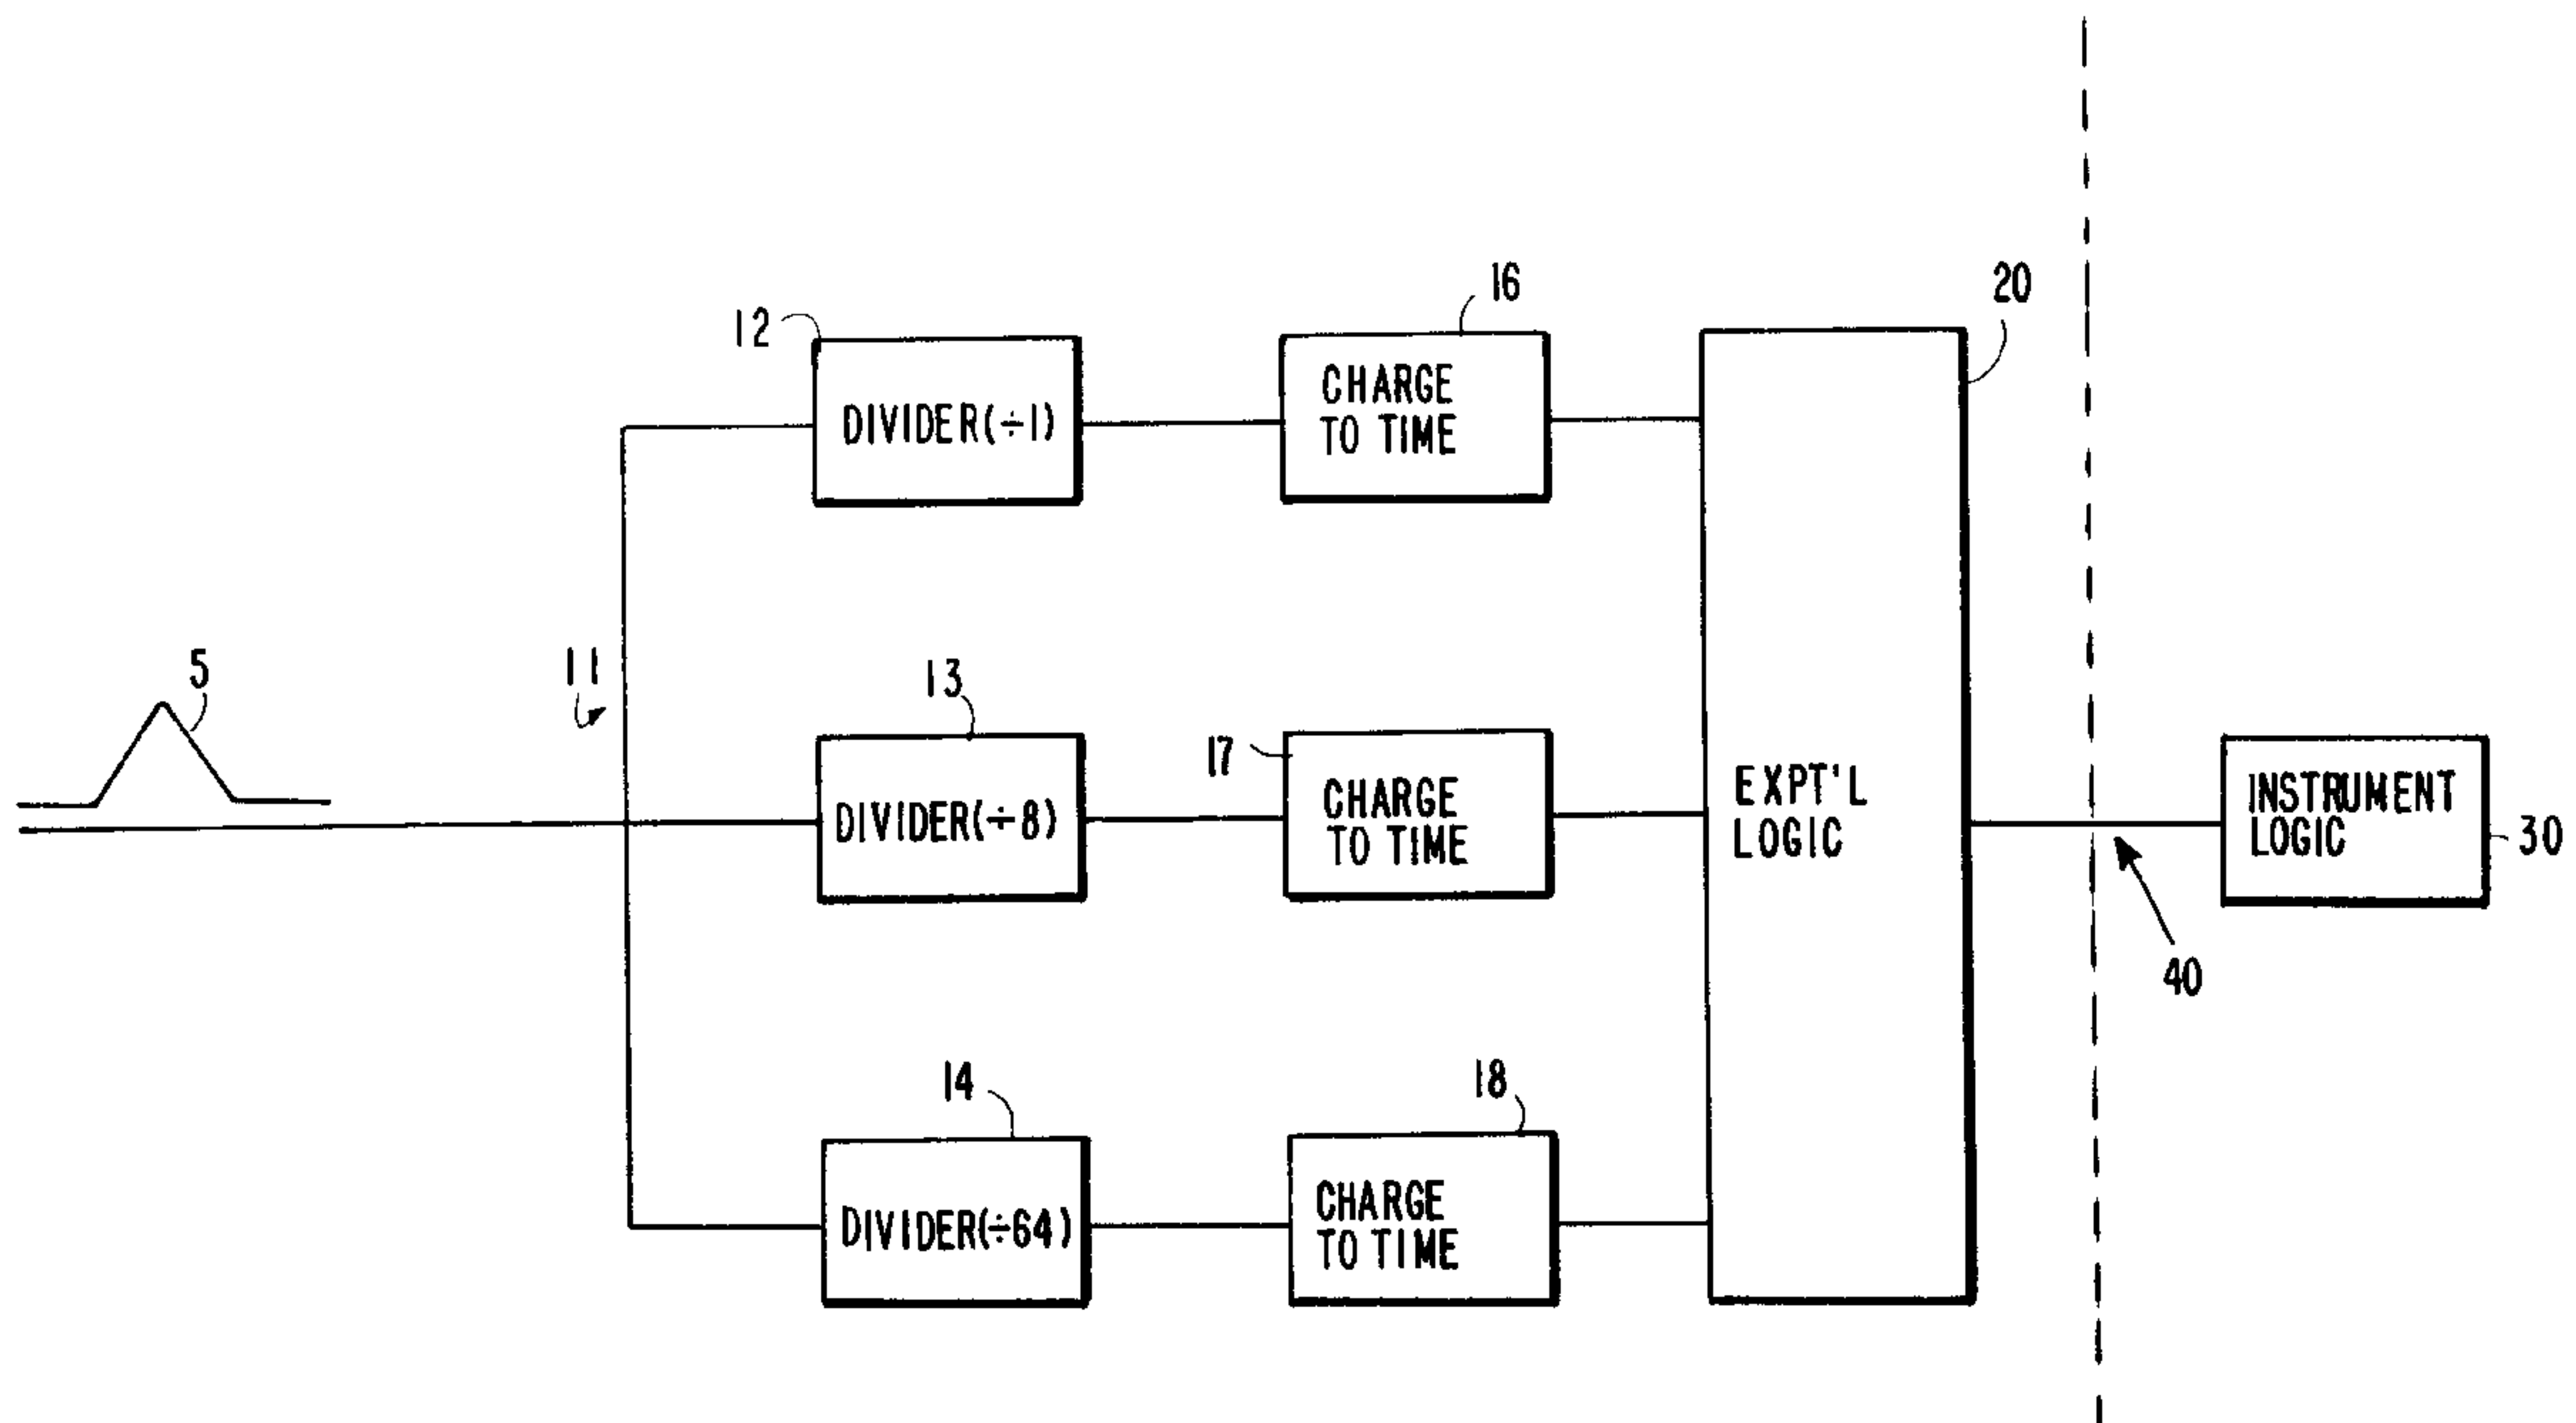 12
DIVIDER(÷1)
16
CHARGE
TO TIME
20
5
11
13
DIVIDER(÷8)
17
CHARGE
TO TIME
EXPT'L
LOGIC
INSTRUMENT
LOGIC
30
40
14
DIVIDER(÷64)
18
CHARGE
TO TIME